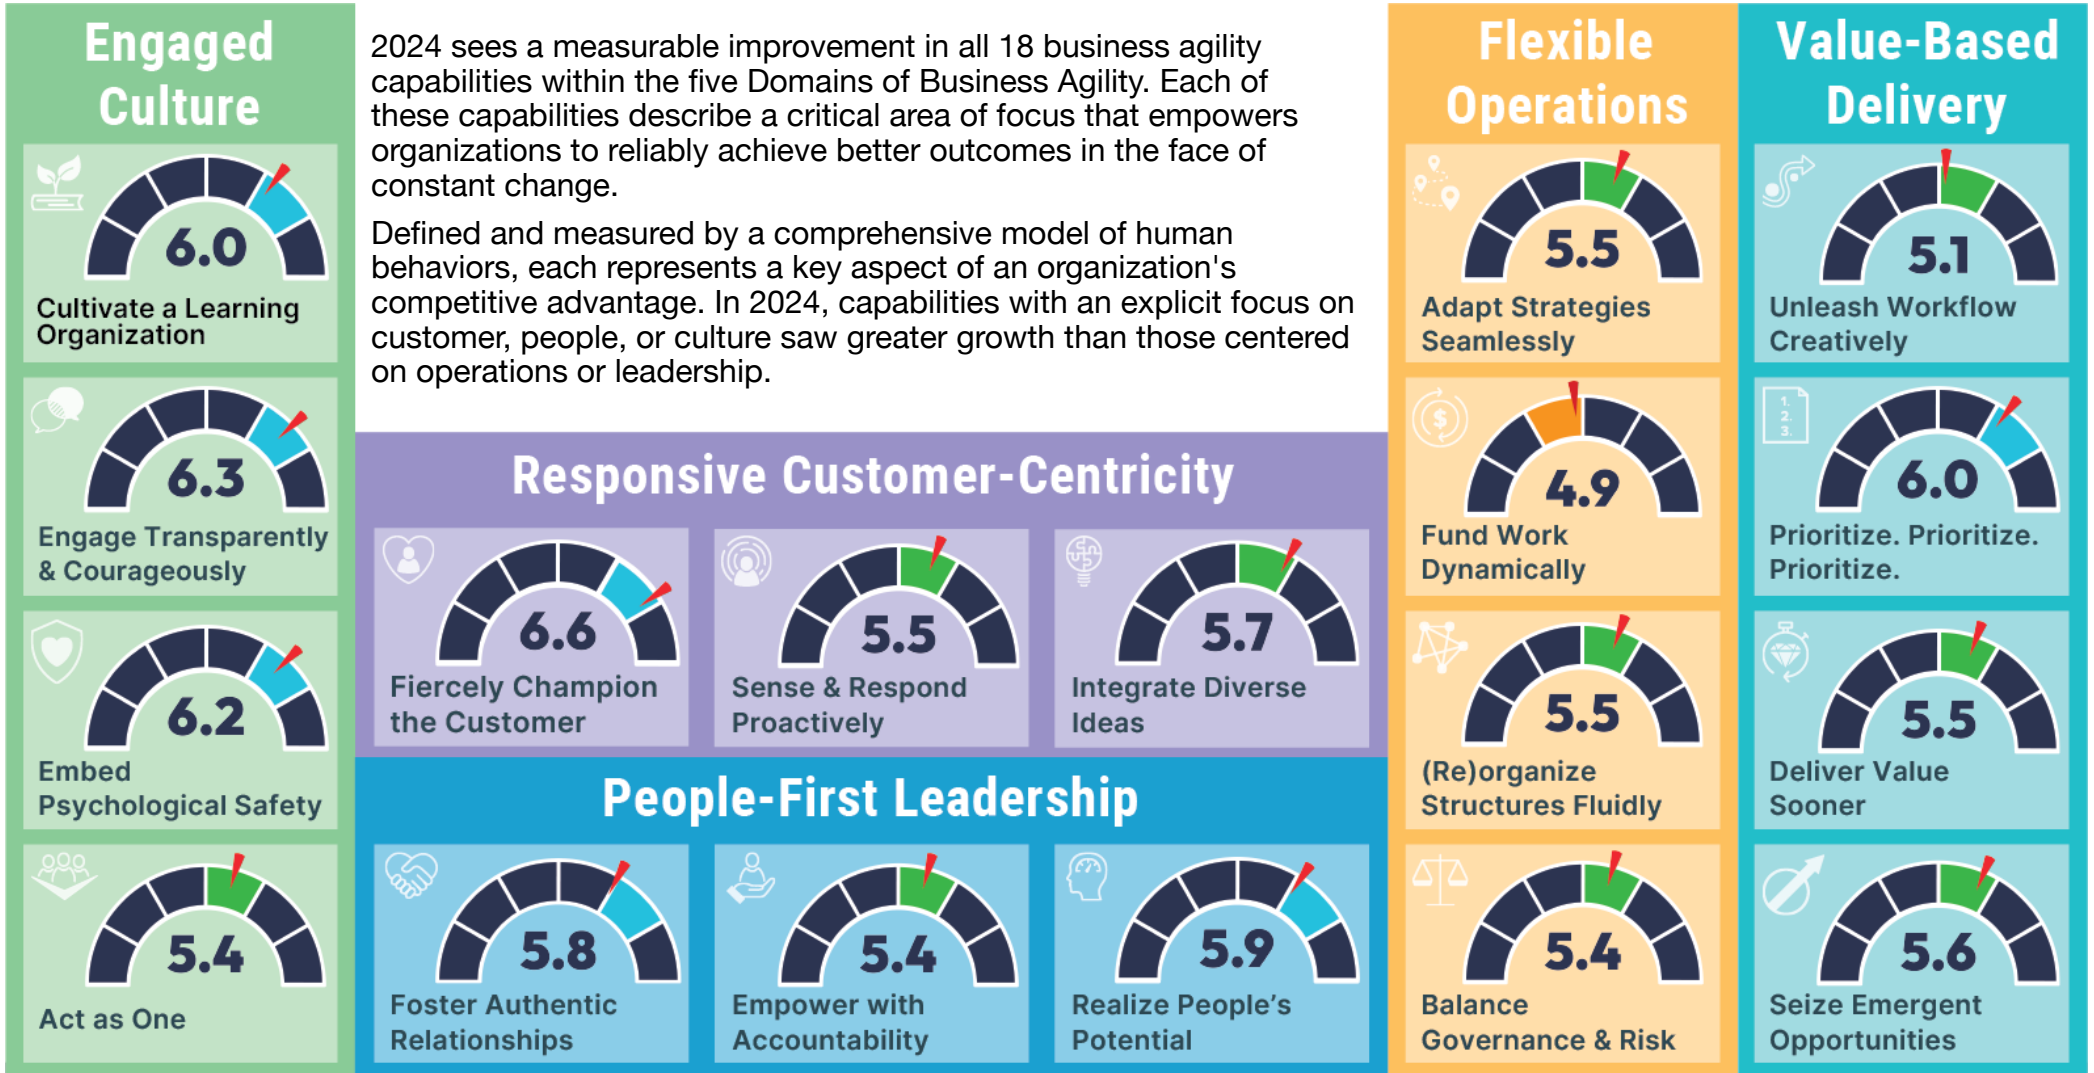 Engaged
Culture
6.0
Cultivate a Learning
Organization
6.3
Engage Transparently
& Courageously
6.2
Embed
Psychological Safety
5.4
Act as One
2024 sees a measurable improvement in all 18 business agility
capabilities within the five Domains of Business Agility. Each of
these capabilities describe a critical area of focus that empowers
organizations to reliably achieve better outcomes in the face of
constant change.
Defined and measured by a comprehensive model of human
behaviors, each represents a key aspect of an organization's
competitive advantage. In 2024, capabilities with an explicit focus on
customer, people, or culture saw greater growth than those centered
on operations or leadership.
Responsive Customer-Centricity
6.6
Fiercely Champion
the Customer
5.5
Sense & Respond
Proactively
5.7
Integrate Diverse
Ideas
People-First Leadership
5.8
Foster Authentic
Relationships
5.4
Empower with
Accountability
5.9
Realize People's
Potential
Flexible
Operations
5.5
Adapt Strategies
Seamlessly
$
4.9
Fund Work
Dynamically
5.5
(Re)organize
Structures Fluidly
5.4
Balance
Governance & Risk
Value-Based
Delivery
5.1
Unleash Workflow
Creatively
1.
2.
3.
6.0
Prioritize. Prioritize.
Prioritize.
5.5
Deliver Value
Sooner
5.6
Seize Emergent
Opportunities